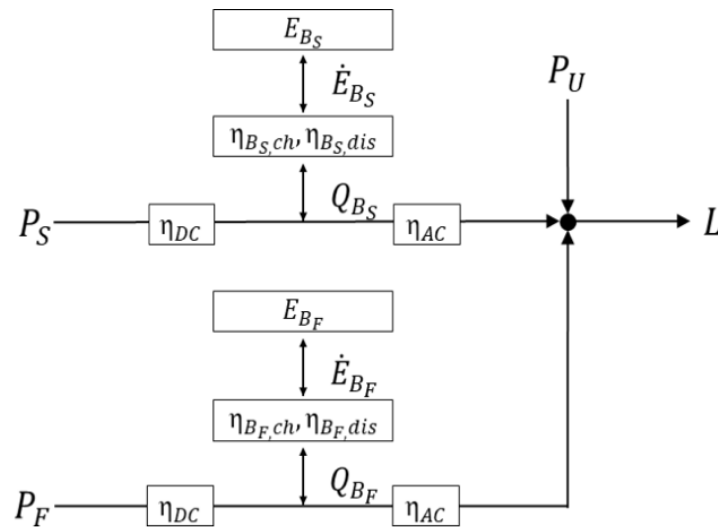 E_{B_S}
Ė_{B_S}
P_U
η_{B_S,ch}, η_{B_S,dis}
Q_{B_S}
P_S η_{DC} η_{AC} L
E_{B_F}
Ė_{B_F}
η_{B_F,ch}, η_{B_F,dis}
Q_{B_F}
P_F η_{DC} η_{AC}